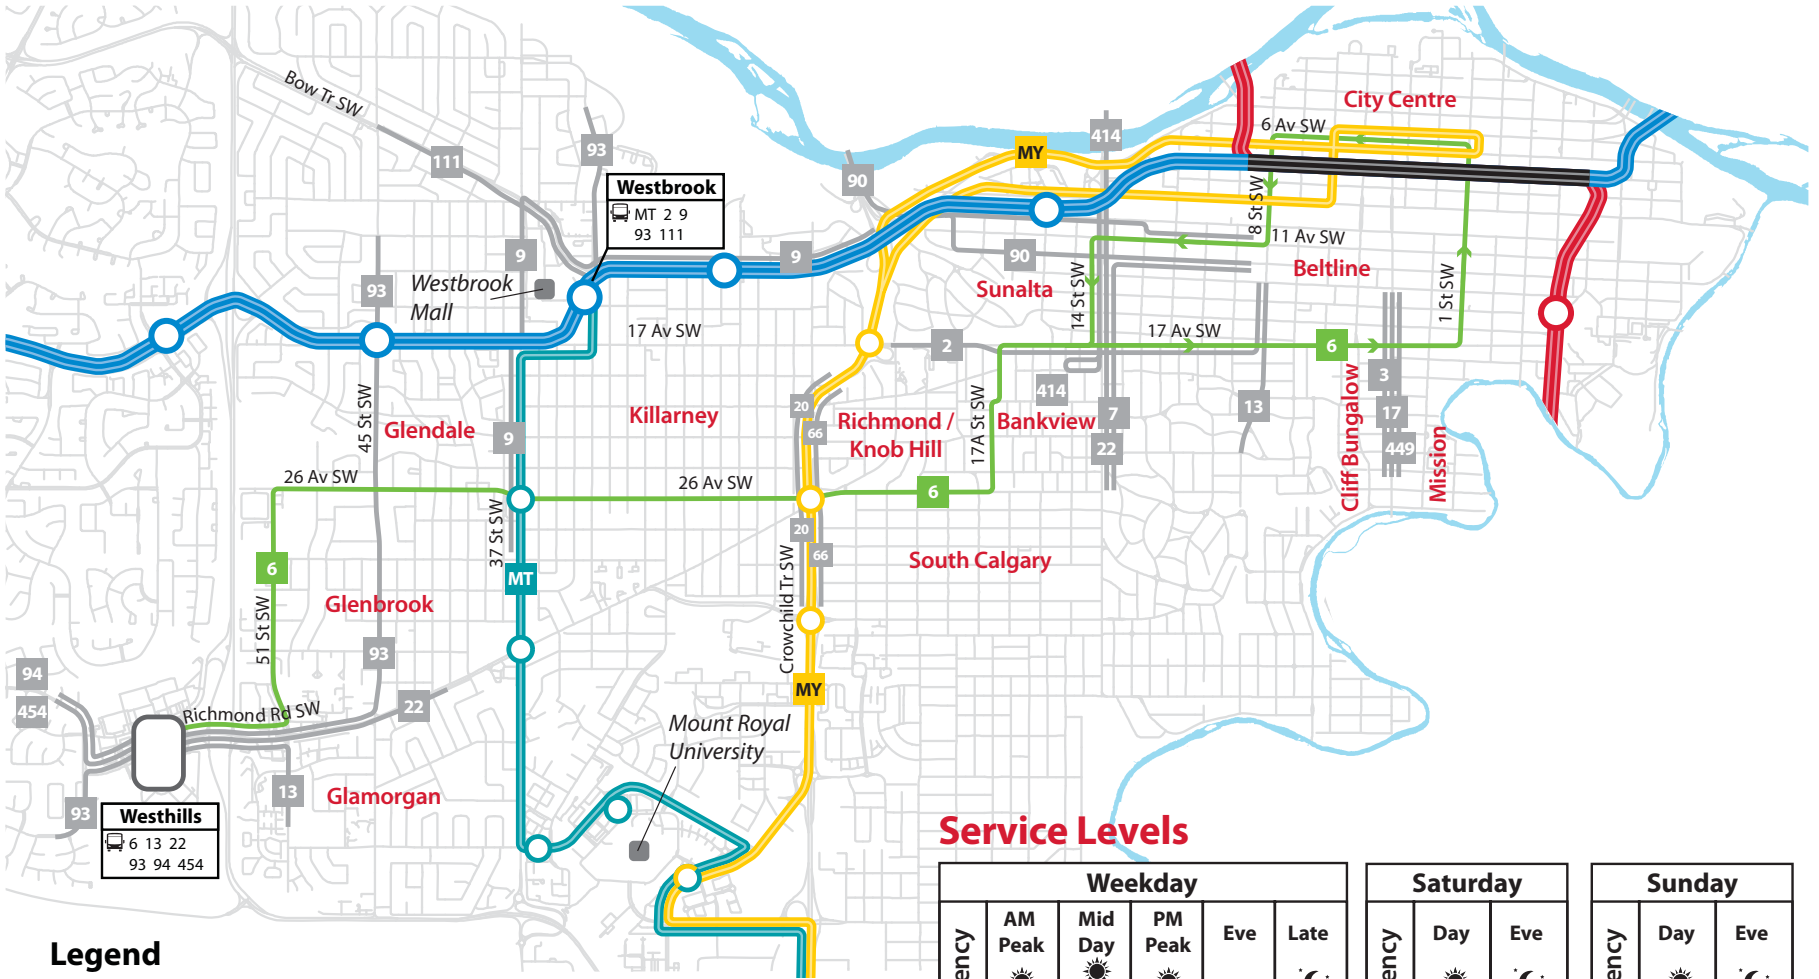 Bow Tr SW
111
93
90
MY
414
6 Av SW
City Centre
Westbrook
MT 2 9
93 111
8 St SW
11 Av SW
9
9
90
Beltline
Sunalta
93
Westbrook
Mall
17 Av SW
14 St SW
17 Av SW
1 St SW
2
6
45 St SW
Glendale
Killarney
20
66
Richmond /
Knob Hill
17A St SW
Bankview
414
7
22
13
3
17
449
Cliff Bungalow
Mission
9
26 Av SW
26 Av SW
6
37 St SW
20
66
Crowchild Tr SW
South Calgary
6
MT
51 St SW
Glenbrook
93
94
454
Richmond Rd SW
22
MY
Mount Royal
University
13
Glamorgan
93
Westhills
6 13 22
93 94 454
Service Levels
Weekday
Saturday
Sunday
AM
Peak
Mid
Day
PM
Peak
Eve
Late
Day
Eve
Day
Eve
ency
ency
ency
Legend